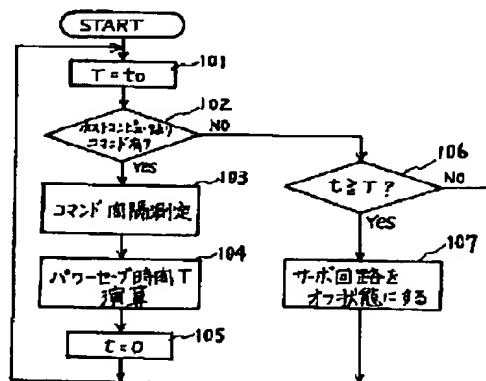 START
101
T=to
102
ホストコンピュータより
コマンド有?
NO
YES
103
コマンド間隔測定
104
パワーセーブ時間T
演算
105
t=0
106
t≧T?
NO
YES
107
サーボ回路を
オフ状態にする